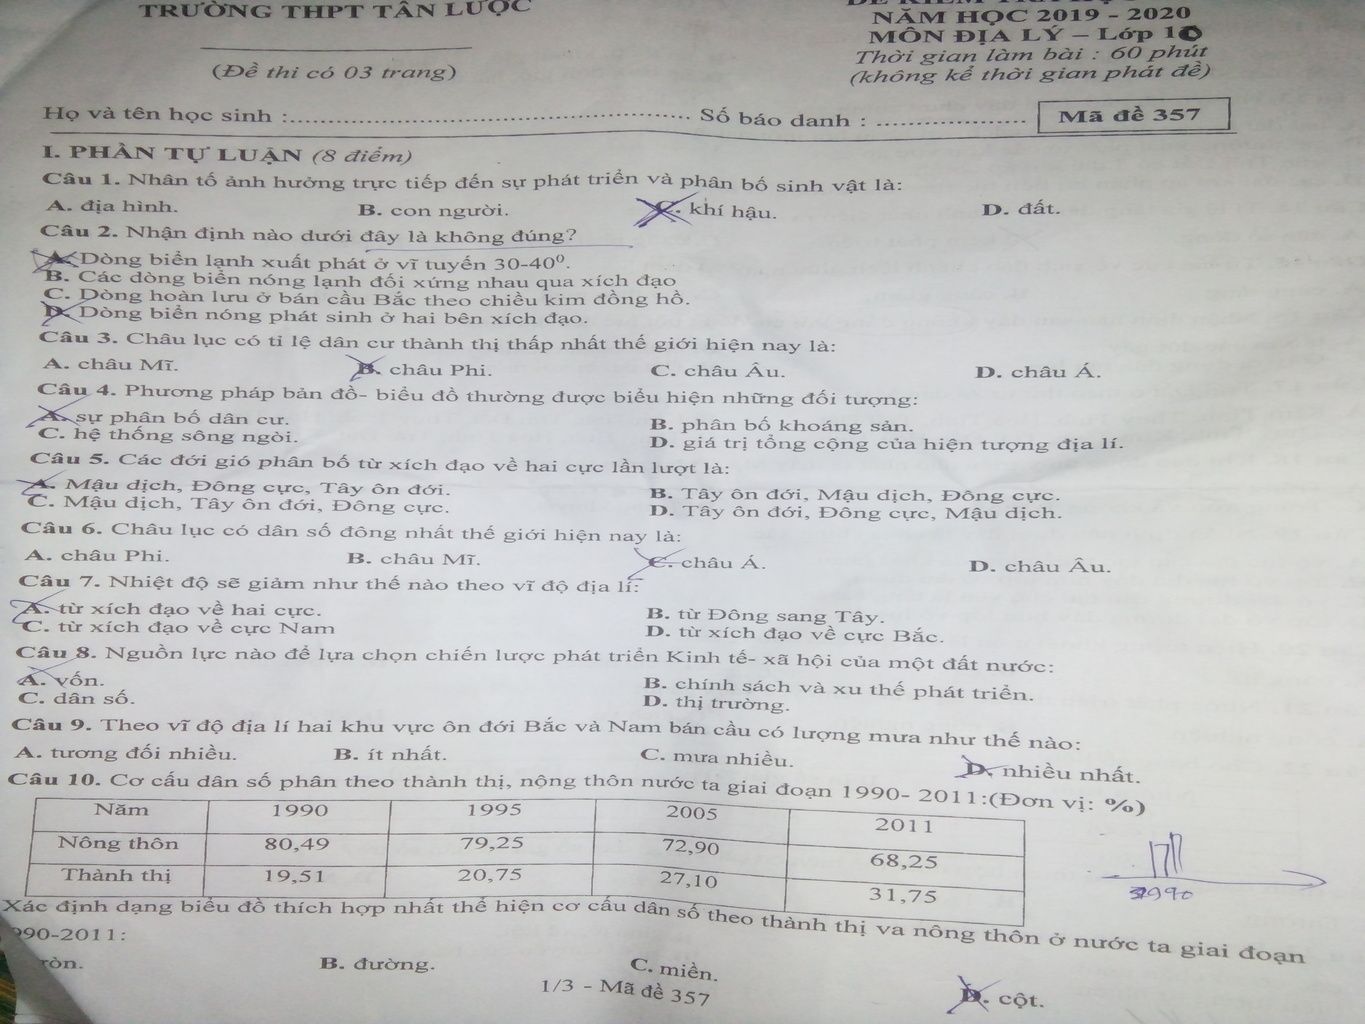 TRƯỜNG THPT TÂN LƯỢC
NĂM HỌC 2019 - 2020
MÔN ĐỊA LÝ – Lớp 10
Thời gian làm bài : 60 phút
(Đề thi có 03 trang)
(không kể thời gian phát đề)
Họ và tên học sinh :............................................ Số báo danh : ...................
Mã đề 357
I. PHẦN TỰ LUẬN (8 điểm)
Câu 1. Nhân tố ảnh hưởng trực tiếp đến sự phát triển và phân bố sinh vật là:
A. địa hình. B. con người. C. khí hậu. D. đất.
Câu 2. Nhận định nào dưới đây là không đúng?
A. Dòng biển lạnh xuất phát ở vĩ tuyến 30-40⁰.
B. Các dòng biển nóng lạnh đối xứng nhau qua xích đạo
C. Dòng hoàn lưu ở bán cầu Bắc theo chiều kim đồng hồ.
D. Dòng biển nóng phát sinh ở hai bên xích đạo.
Câu 3. Châu lục có tỉ lệ dân cư thành thị thấp nhất thế giới hiện nay là:
A. châu Mĩ. B. châu Phi. C. châu Âu. D. châu Á.
Câu 4. Phương pháp bản đồ- biểu đồ thường được biểu hiện những đối tượng:
A. sự phân bố dân cư. B. phân bố khoáng sản.
C. hệ thống sông ngòi. D. giá trị tổng cộng của hiện tượng địa lí.
Câu 5. Các đới gió phân bố từ xích đạo về hai cực lần lượt là:
A. Mậu dịch, Đông cực, Tây ôn đới. B. Tây ôn đới, Mậu dịch, Đông cực.
C. Mậu dịch, Tây ôn đới, Đông cực. D. Tây ôn đới, Đông cực, Mậu dịch.
Câu 6. Châu lục có dân số đông nhất thế giới hiện nay là:
A. châu Phi. B. châu Mĩ. C. châu Á. D. châu Âu.
Câu 7. Nhiệt độ sẽ giảm như thế nào theo vĩ độ địa lí:
A. từ xích đạo về hai cực. B. từ Đông sang Tây.
C. từ xích đạo về cực Nam D. từ xích đạo về cực Bắc.
Câu 8. Nguồn lực nào để lựa chọn chiến lược phát triển Kinh tế- xã hội của một đất nước:
A. vốn. B. chính sách và xu thế phát triển.
C. dân số. D. thị trường.
Câu 9. Theo vĩ độ địa lí hai khu vực ôn đới Bắc và Nam bán cầu có lượng mưa như thế nào:
A. tương đối nhiều. B. ít nhất. C. mưa nhiều. D. nhiều nhất.
Câu 10. Cơ cấu dân số phân theo thành thị, nộng thôn nước ta giai đoạn 1990- 2011:(Đơn vị: %)
Năm 1990 1995 2005 2011
Nông thôn 80,49 79,25 72,90 68,25
Thành thị 19,51 20,75 27,10 31,75
Xác định dạng biểu đồ thích hợp nhất thể hiện cơ cấu dân số theo thành thị va nông thôn ở nước ta giai đoạn
990-2011:
ròn. B. đường. C. miền. D. cột.
1/3 - Mã đề 357